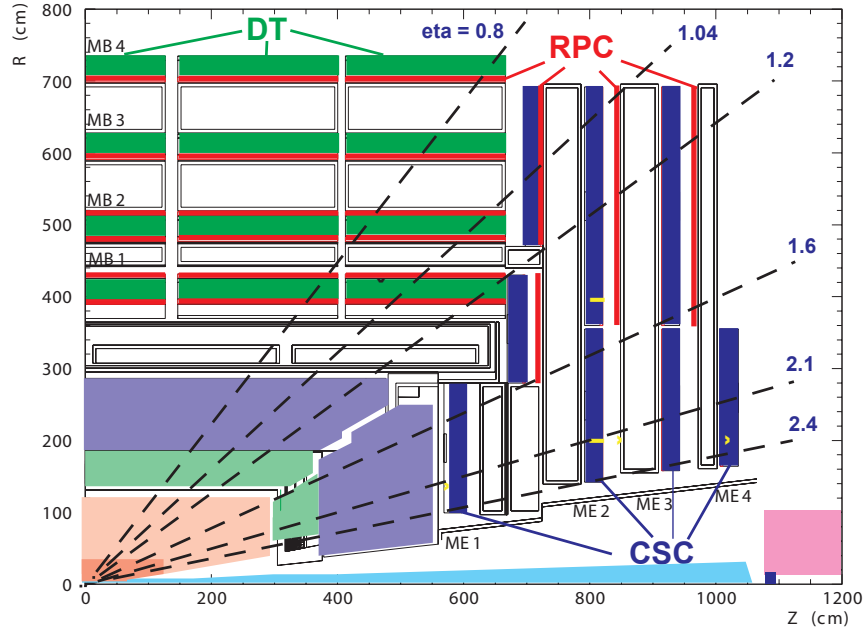 R (cm)
800
700
600
500
400
300
200
100
0
0
200
400
600
800
1000
1200
Z (cm)
MB 4
MB 3
MB 2
MB 1
DT
eta = 0.8
RPC
1.04
1.2
1.6
2.1
2.4
ME 1
ME 2
ME 3
ME 4
CSC